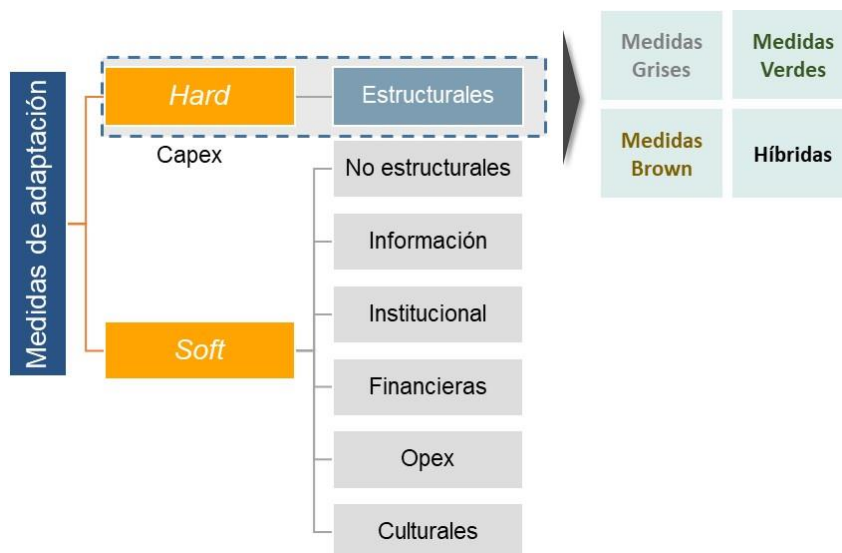 Medidas de adaptación
Hard
Capex
Estructurales
Medidas
Grises
Medidas
Verdes
Medidas
Brown
Híbridas
Soft
No estructurales
Información
Institucional
Financieras
Opex
Culturales